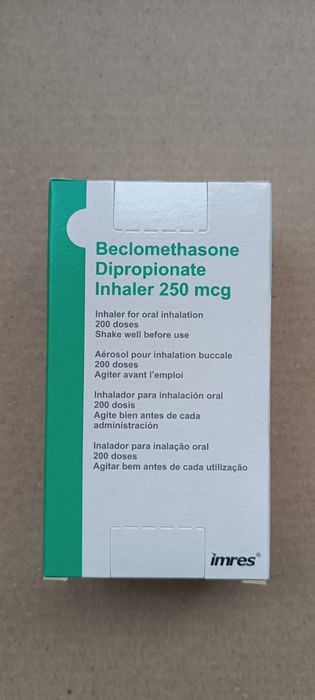 Beclomethasone
Dipropionate
Inhaler 250 mcg
Inhaler for oral inhalation
200 doses
Shake well before use
Aérosol pour inhalation buccale
200 doses
Agiter avant l'emploi
Inhalador para inhalación oral
200 dosis
Agite bien antes de cada
administración
Inalador para inalação oral
200 doses
Agitar bem antes de cada utilização
imres®